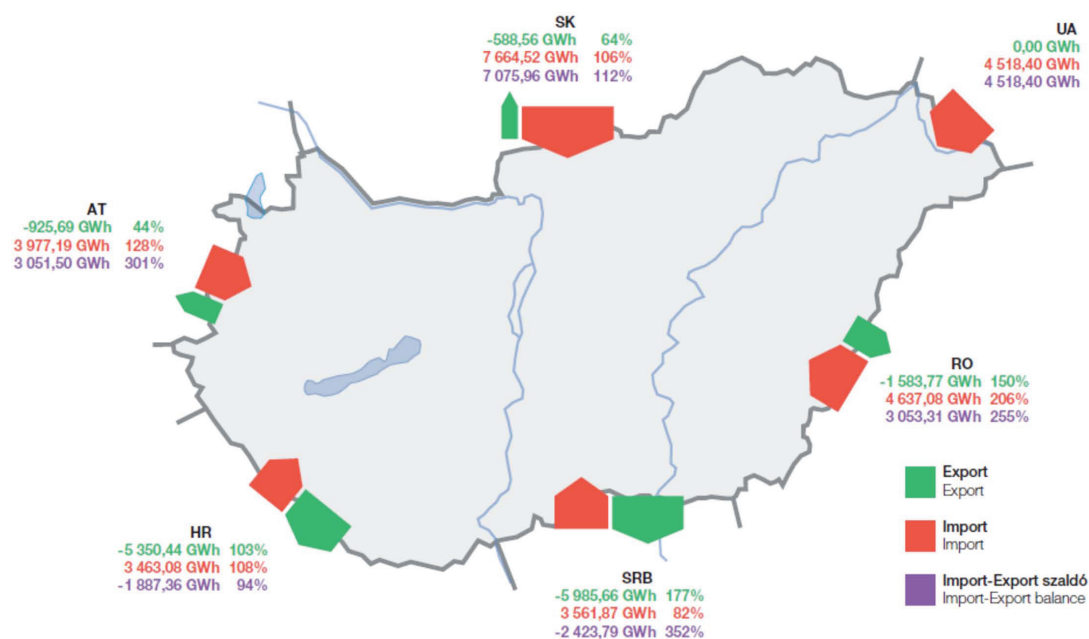 SK
-588,56 GWh 64%
7 664,52 GWh 106%
7 075,96 GWh 112%
UA
0,00 GWh
4 518,40 GWh
4 518,40 GWh
AT
-925,69 GWh 44%
3 977,19 GWh 128%
3 051,50 GWh 301%
RO
-1 583,77 GWh 150%
4 637,08 GWh 206%
3 053,31 GWh 255%
HR
-5 350,44 GWh 103%
3 463,08 GWh 108%
-1 887,36 GWh 94%
SRB
-5 985,66 GWh 177%
3 561,87 GWh 82%
-2 423,79 GWh 352%
Export
Export
Import
Import
Import-Export szaldó
Import-Export balance